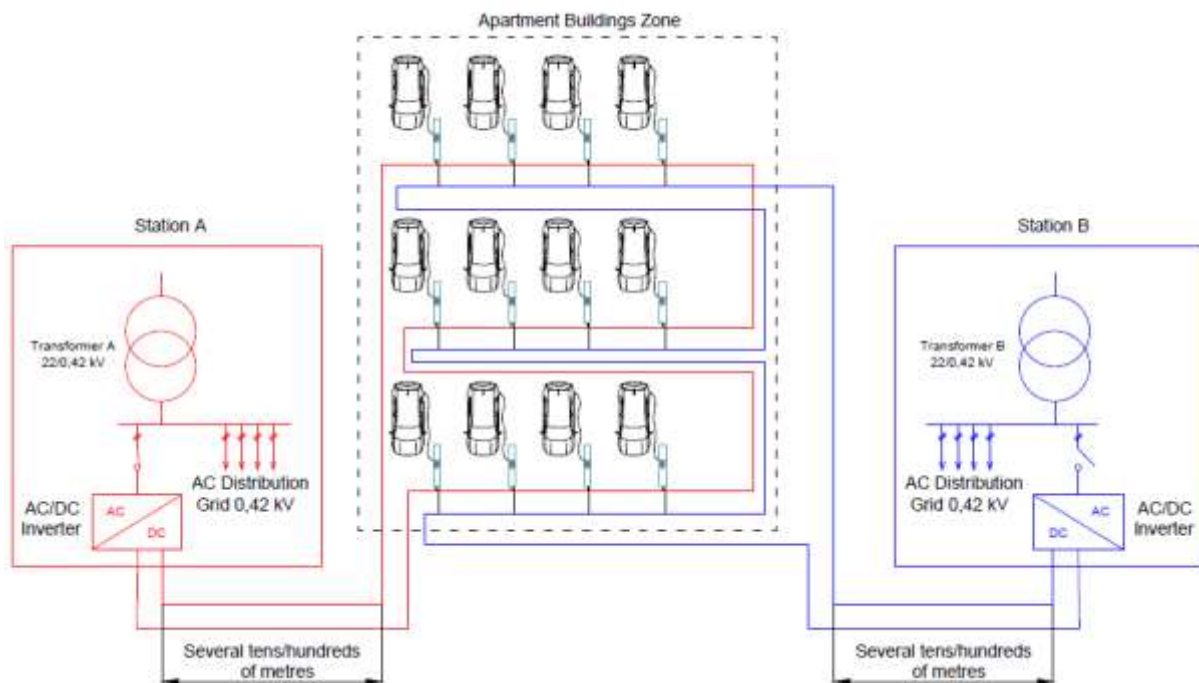 Apartment Buildings Zone
Station A
Transformer A
22/0,42 kV
AC Distribution
Grid 0,42 kV
AC/DC
Inverter
AC
DC
Several tens/hundreds
of metres
Station B
Transformer B
22/0,42 kV
AC Distribution
Grid 0,42 kV
AC
DC
AC/DC
Inverter
Several tens/hundreds
of metres